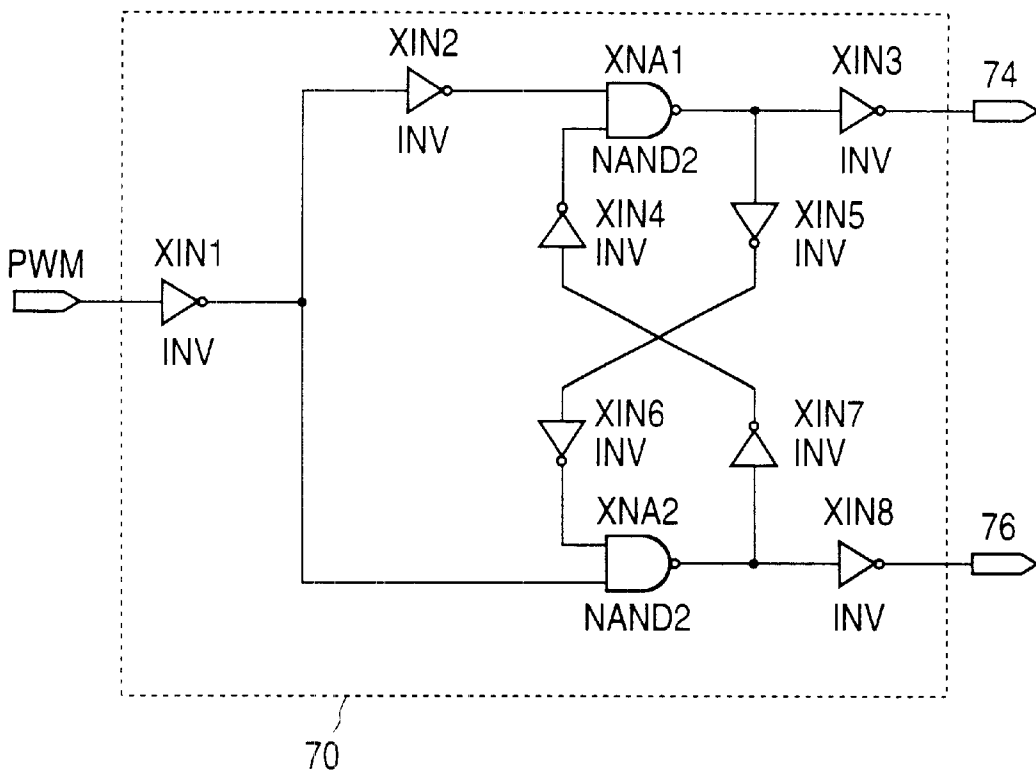 XIN2
XNA1
XIN3
74
INV
NAND2
INV
XIN4
INV
XIN5
INV
PWM
XIN1
INV
XIN6
INV
XIN7
INV
XNA2
XIN8
76
NAND2
INV
70